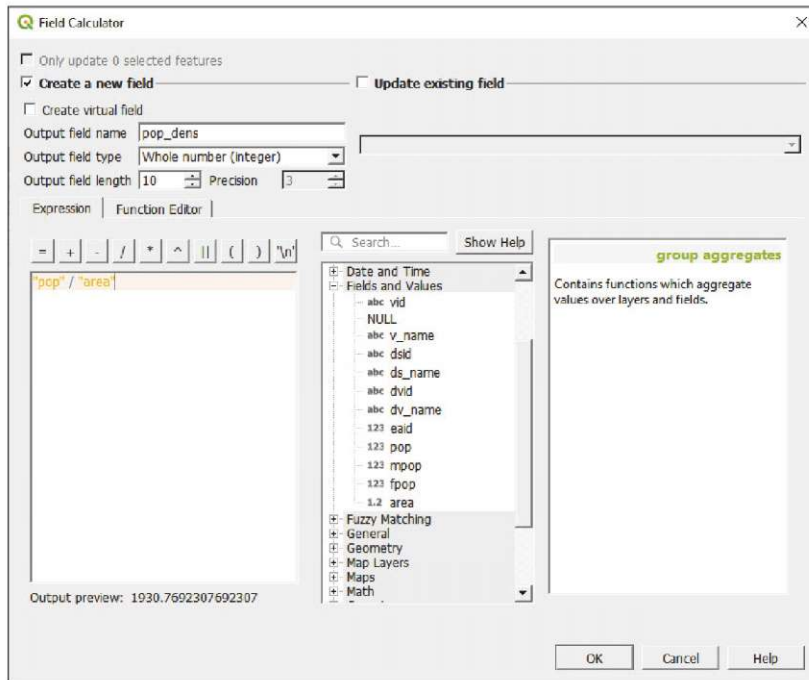 Field Calculator
Only update 0 selected features
Create a new field
Update existing field
Create virtual field
Output field name pop_dens
Output field type Whole number (integer)
Output field length 10 Precision 3
Expression Function Editor
= + - / * ^ || ( ) '\n'
Search... Show Help
"pop" / "area"
Date and Time
Fields and Values
abc vid
NULL
abc v_name
abc dsid
abc ds_name
abc dvid
abc dv_name
123 eaid
123 pop
123 mpop
123 fpop
1.2 area
Fuzzy Matching
General
Geometry
Map Layers
Maps
Math
group aggregates
Contains functions which aggregate
values over layers and fields.
Output preview: 1930.7692307692307
OK Cancel Help